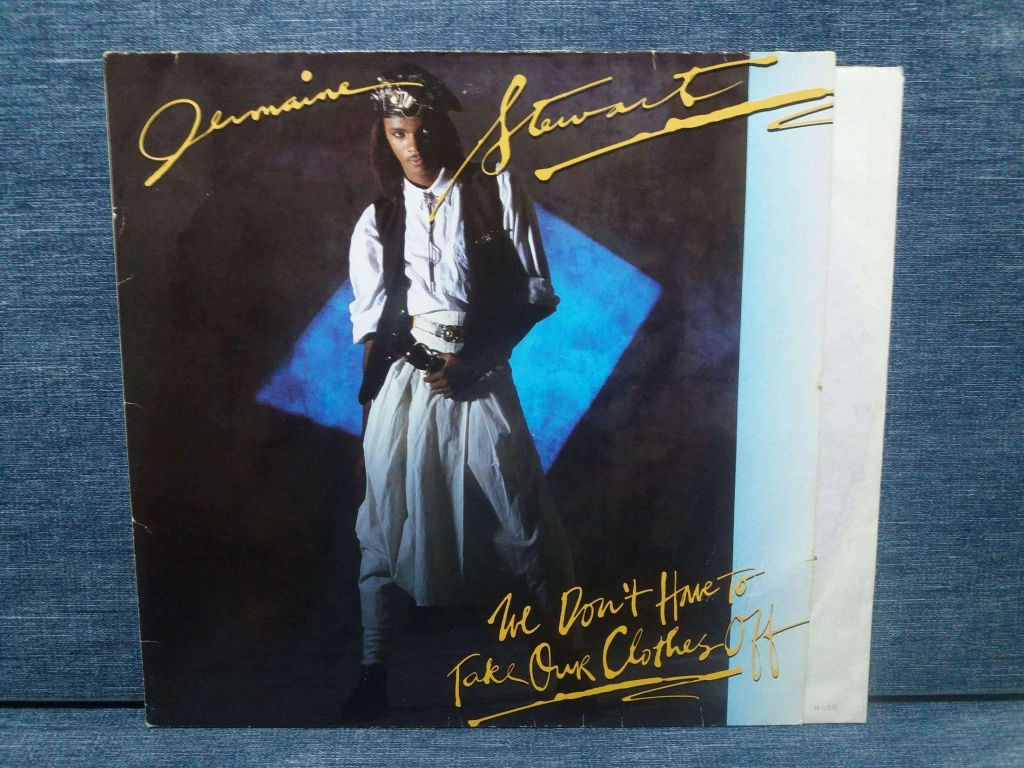 Jermaine Stewart
We Don't Have To
Take Our Clothes Off